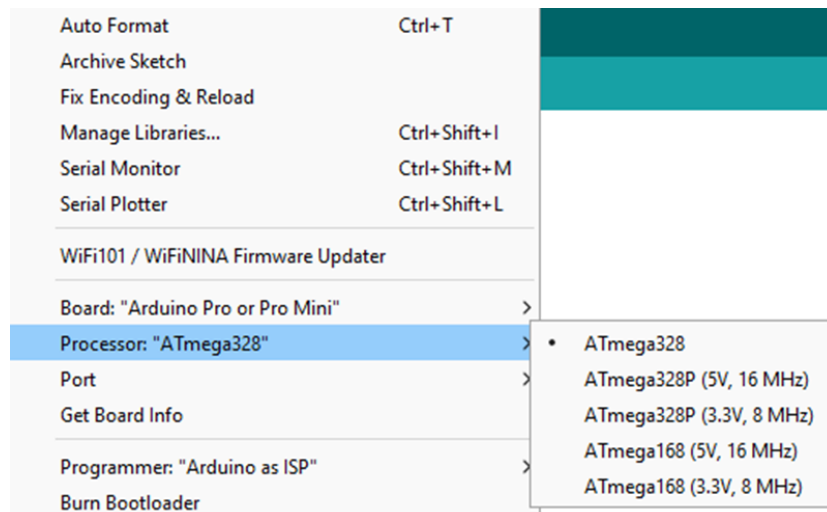 Auto Format Ctrl+T
Archive Sketch
Fix Encoding & Reload
Manage Libraries... Ctrl+Shift+I
Serial Monitor Ctrl+Shift+M
Serial Plotter Ctrl+Shift+L
WiFi101 / WiFiNINA Firmware Updater
Board: "Arduino Pro or Pro Mini"
Processor: "ATmega328"
Port
Get Board Info
Programmer: "Arduino as ISP"
Burn Bootloader
ATmega328
ATmega328P (5V, 16 MHz)
ATmega328P (3.3V, 8 MHz)
ATmega168 (5V, 16 MHz)
ATmega168 (3.3V, 8 MHz)